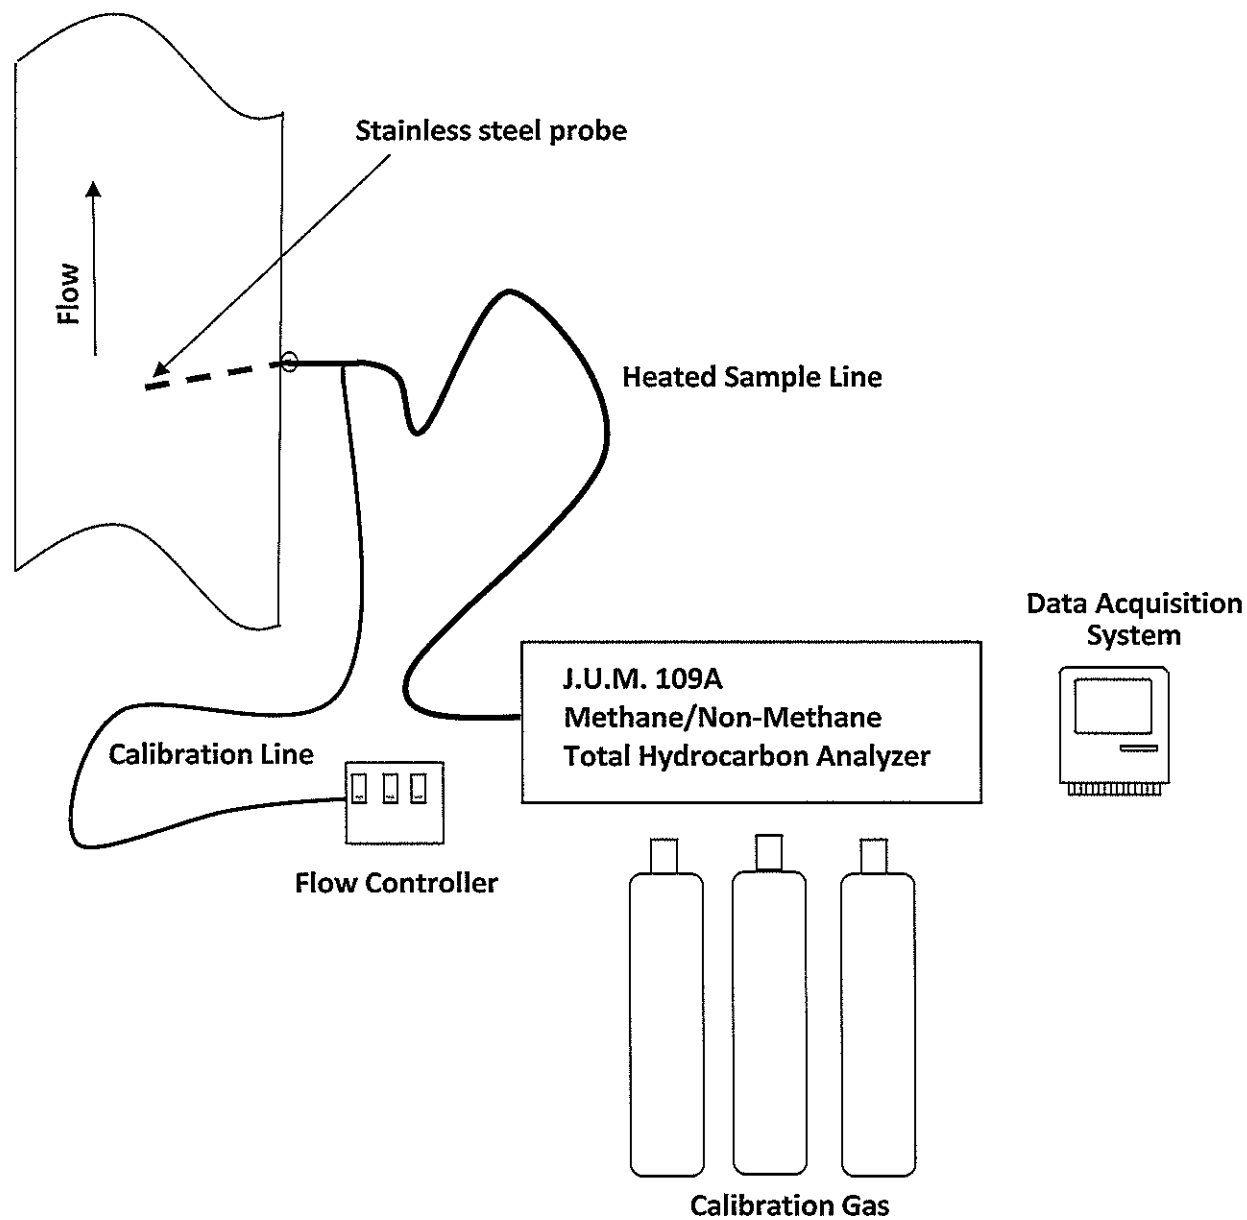 Stainless steel probe
Flow
Heated Sample Line
Data Acquisition
System
J.U.M. 109A
Methane/Non-Methane
Total Hydrocarbon Analyzer
Calibration Line
Flow Controller
Calibration Gas